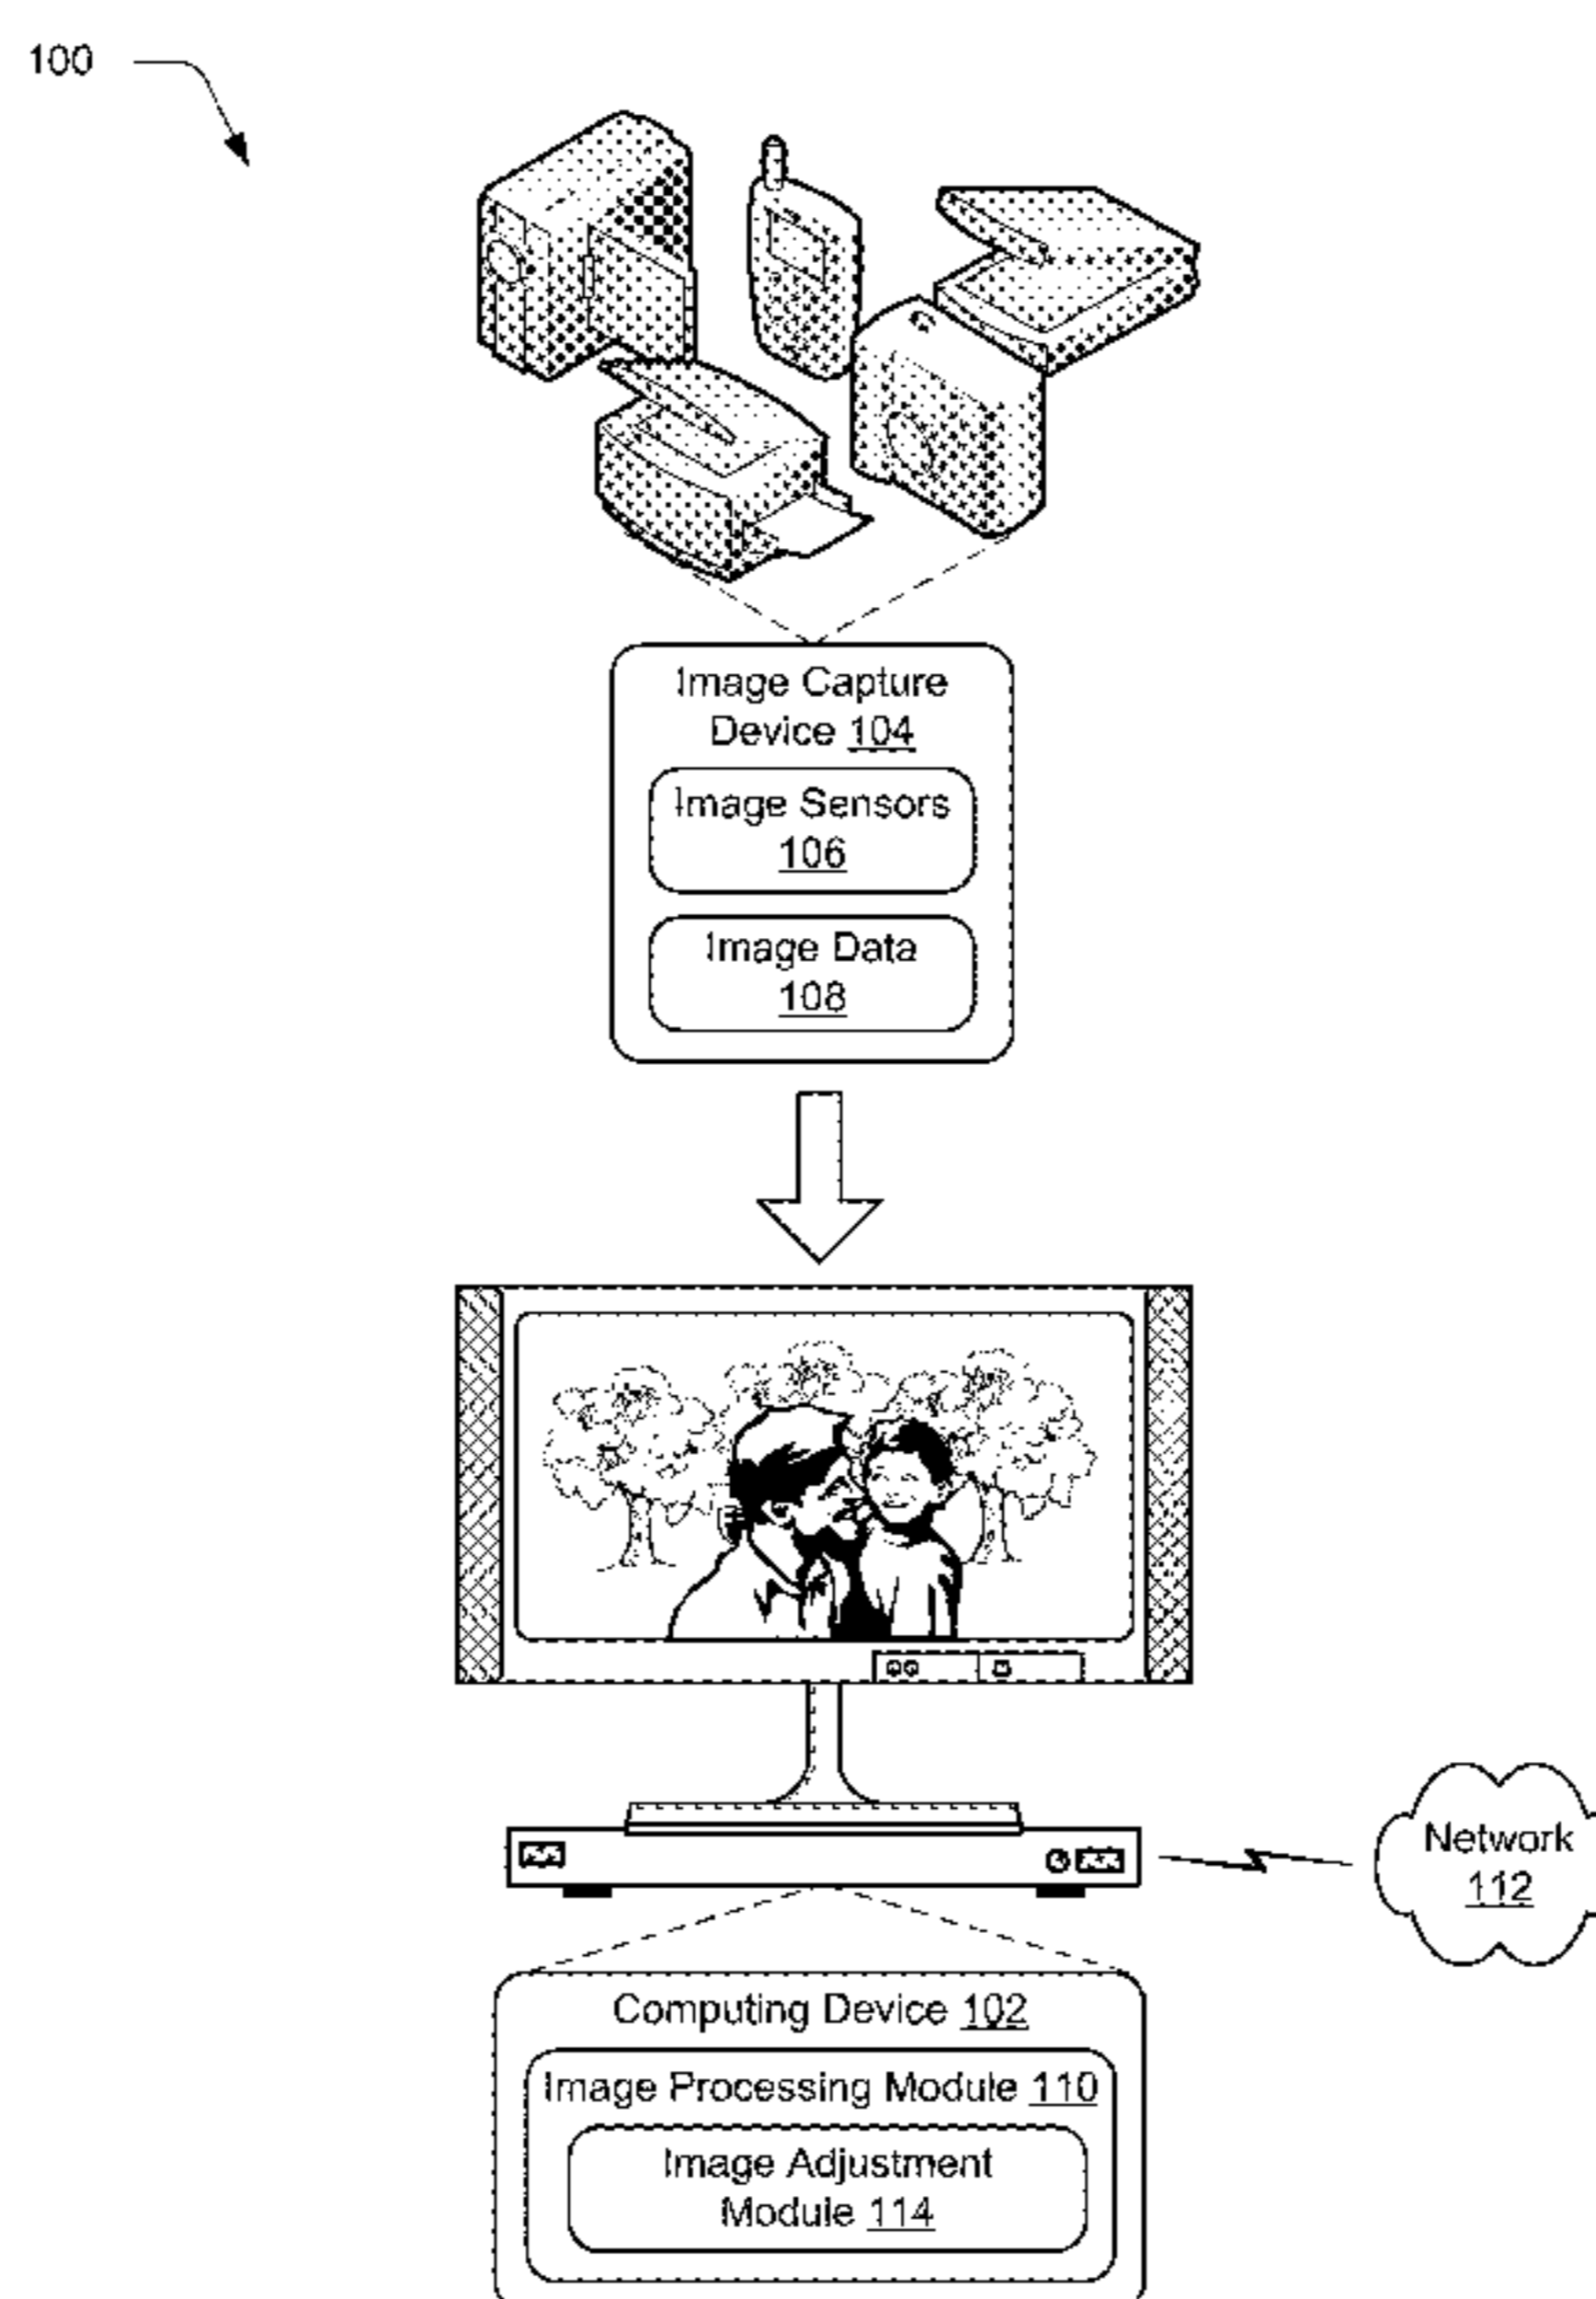 100
Image Capture
Device 104
Image Sensors
106
Image Data
108
Network
112
Computing Device 102
Image Processing Module 110
Image Adjustment
Module 114